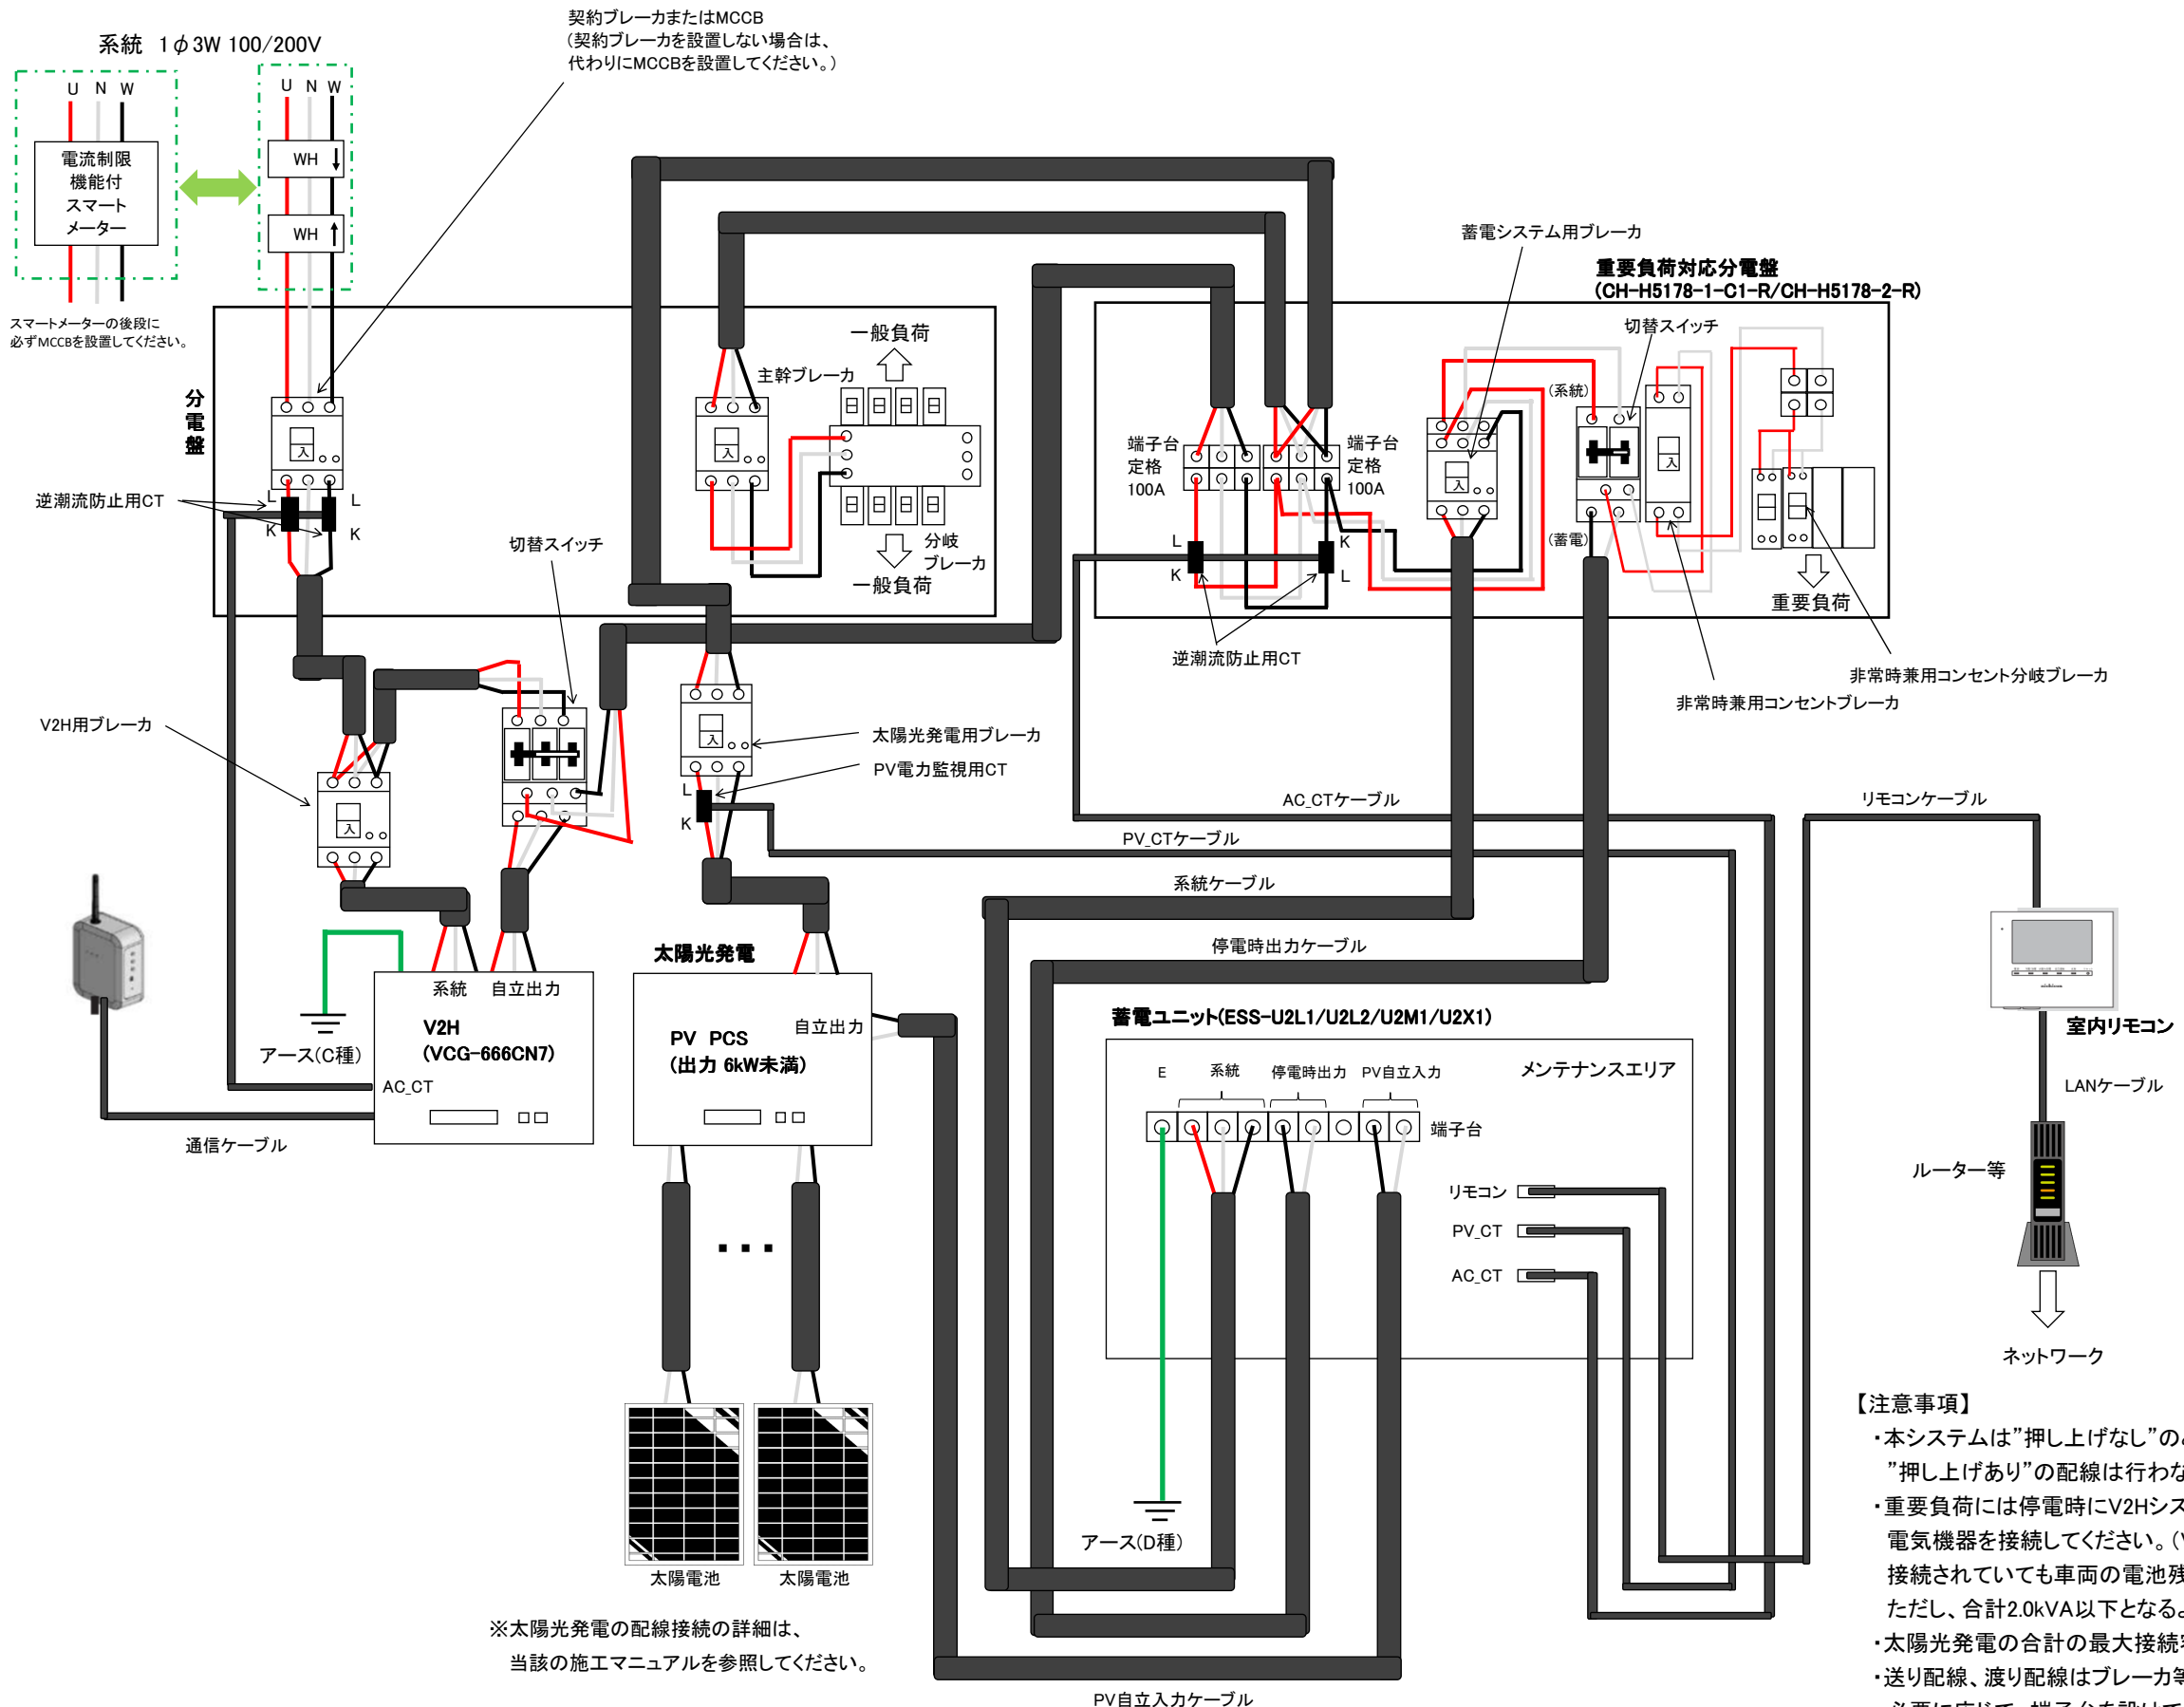 契約ブレーカまたはMCCB
(契約ブレーカを設置しない場合は、
代わりにMCCBを設置してください。)
系統 1φ3W 100/200V
U N W
U N W
電流制限
機能付
スマート
メーター
WH
WH
スマートメーターの後段に
必ずMCCBを設置してください。
分電盤
入
逆潮流防止用CT
L
K
L
K
主幹ブレーカ
一般負荷
入
分岐
ブレーカ
一般負荷
切替スイッチ
蓄電システム用ブレーカ
重要負荷対応分電盤
(CH-H5178-1-C1-R/CH-H5178-2-R)
切替スイッチ
(系統)
端子台
定格
100A
端子台
定格
100A
入
入
(蓄電)
L
K
K
L
重要負荷
逆潮流防止用CT
非常時兼用コンセント分岐ブレーカ
非常時兼用コンセントブレーカ
V2H用ブレーカ
入
入
太陽光発電用ブレーカ
PV電力監視用CT
L
K
AC_CTケーブル
リモコンケーブル
PV_CTケーブル
系統ケーブル
停電時出力ケーブル
太陽光発電
系統 自立出力
V2H
(VCG-666CN7)
アース(C種)
AC_CT
通信ケーブル
自立出力
PV PCS
(出力 6kW未満)
蓄電ユニット(ESS-U2L1/U2L2/U2M1/U2X1)
メンテナンスエリア
E 系統 停電時出力 PV自立入力
端子台
リモコン
PV_CT
AC_CT
室内リモコン
LANケーブル
ルーター等
ネットワーク
アース(D種)
太陽電池 太陽電池
※太陽光発電の配線接続の詳細は、
当該の施工マニュアルを参照してください。
PV自立入力ケーブル
【注意事項】
・本システムは”押し上げなし”の
”押し上げあり”の配線は行わな
・重要負荷には停電時にV2Hシス
電気機器を接続してください。(
接続されていても車両の電池残
ただし、合計2.0kVA以下となるよ
・太陽光発電の合計の最大接続
・送り配線、渡り配線はブレーカ等
必要に応じて、端子台を設けて